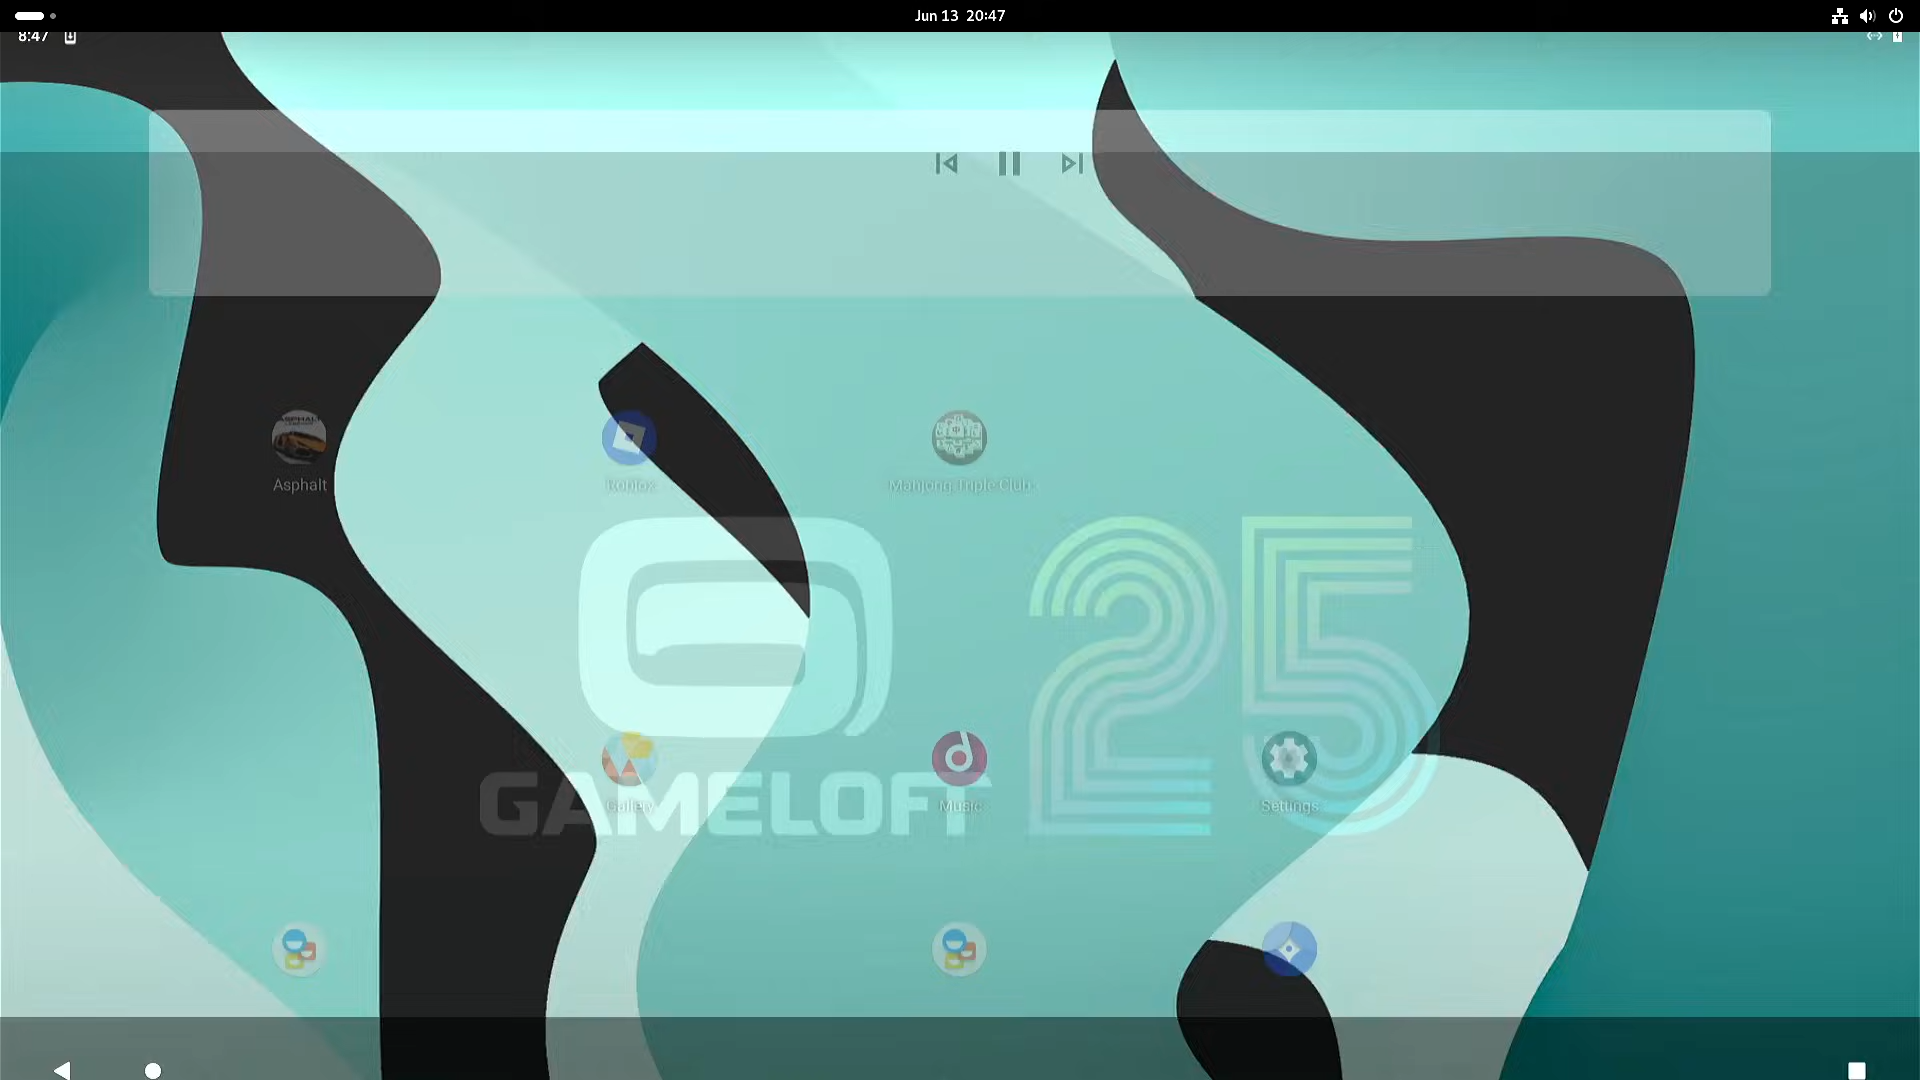 Jun 13 20:47
8:47
Asphalt
Roblox
Mahjong Triple Club
25
GAMELOFT
Gallery
Music
Settings